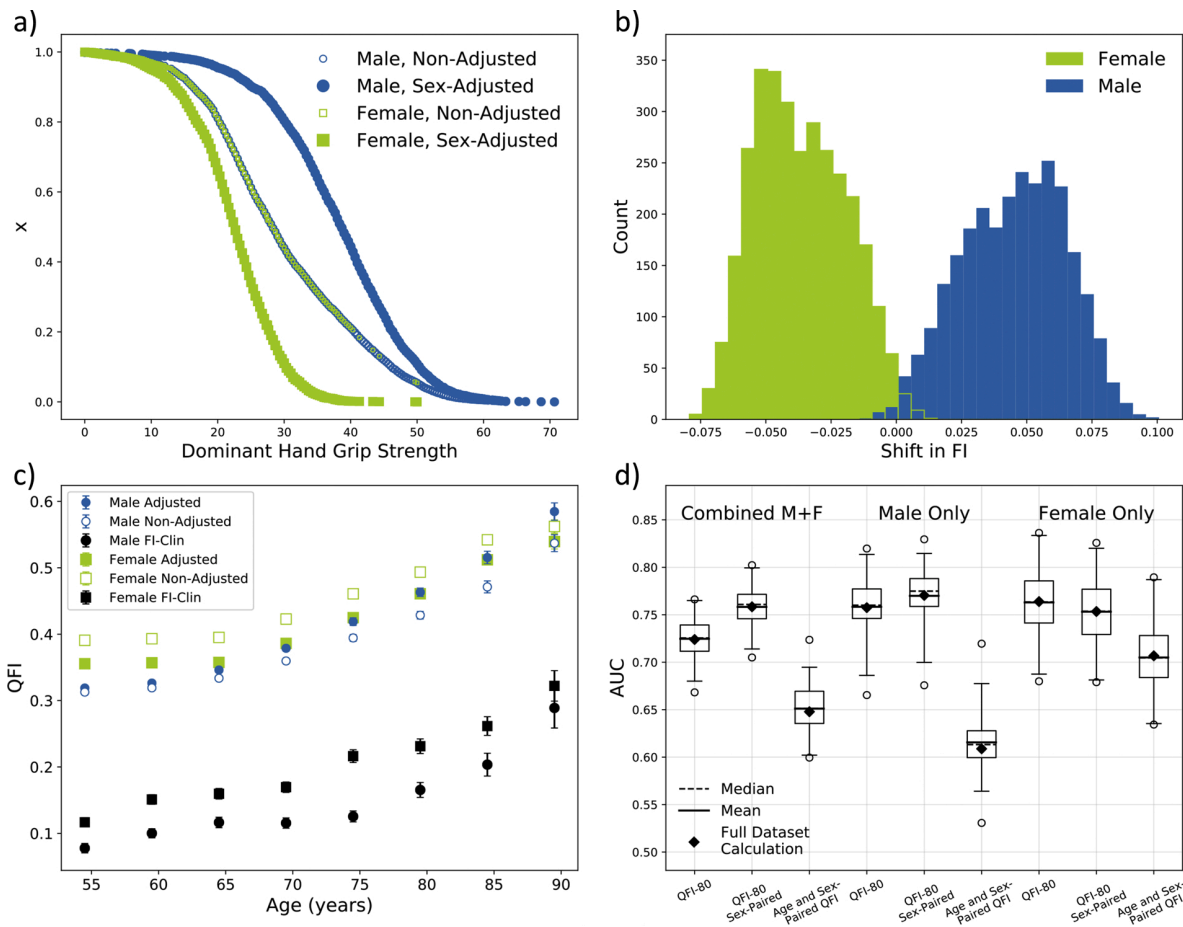 a)
1.0
0.8
0.6
0.4
0.2
0.0
x
0
10
20
30
40
50
60
70
Dominant Hand Grip Strength
Male, Non-Adjusted
Male, Sex-Adjusted
Female, Non-Adjusted
Female, Sex-Adjusted
b)
350
300
250
200
150
100
50
0
Count
−0.075
−0.050
−0.025
0.000
0.025
0.050
0.075
0.100
Shift in FI
Female
Male
c)
0.6
0.5
0.4
0.3
0.2
0.1
QFI
55
60
65
70
75
80
85
90
Age (years)
Male Adjusted
Male Non-Adjusted
Male FI-Clin
Female Adjusted
Female Non-Adjusted
Female FI-Clin
d)
0.85
0.80
0.75
0.70
0.65
0.60
0.55
0.50
AUC
Combined M+F
Male Only
Female Only
Median
Mean
Full Dataset
Calculation
QFI-80
QFI-80
Sex-Paired
Age and Sex-
Paired QFI
QFI-80
QFI-80
Sex-Paired
Age and Sex-
Paired QFI
QFI-80
QFI-80
Sex-Paired
Age and Sex-
Paired QFI